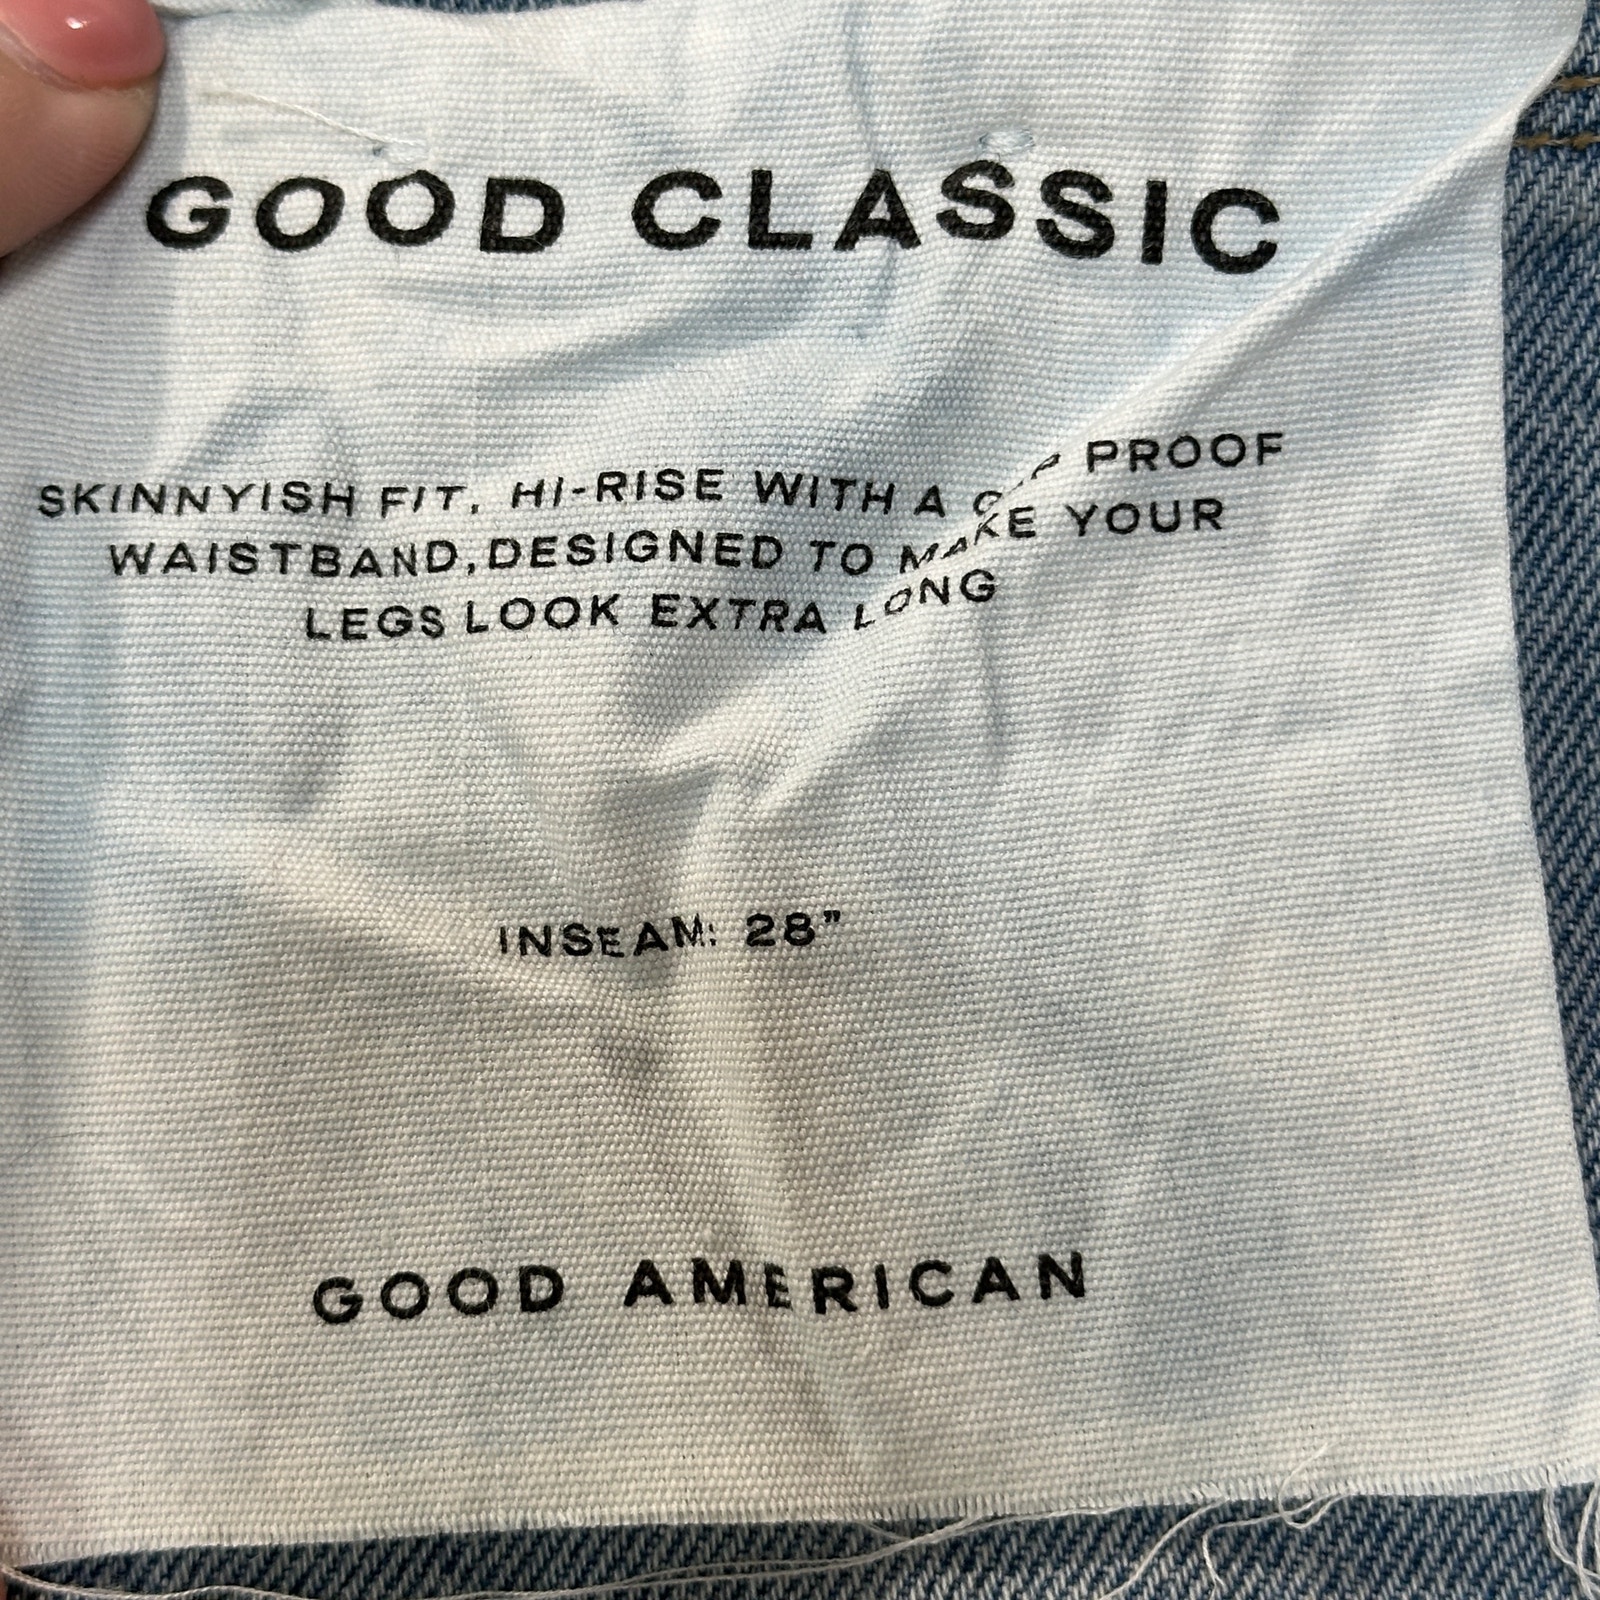 GOOD CLASSIC
SKINNYISH FIT, HI-RISE WITH A PROOF
WAISTBAND, DESIGNED TO MAKE YOUR
LEGS LOOK EXTRA LONG
INSEAM: 28”
GOOD AMERICAN